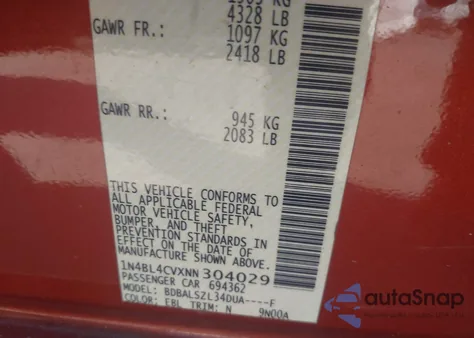 4328 LB
GAWR FR.: 1097 KG
2418 LB
GAWR RR.: 945 KG
2083 LB
THIS VEHICLE CONFORMS TO
ALL APPLICABLE FEDERAL
MOTOR VEHICLE SAFETY,
BUMPER, AND THEFT
PREVENTION STANDARDS IN
EFFECT ON THE DATE OF
MANUFACTURE SHOWN ABOVE.
1N4BL4CVXNN304029
PASSENGER CAR 694362
MODEL: BDBALSZL34DUA----F
COLOR: EBL TRIM: N 9N00A
autoSnap